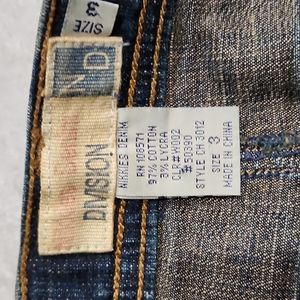 SIZE
3
DIVISION
NICKIES DENIM
RN 108571
97% COTTON
3% LYCRA
CLR#W002
#50390
STYLE CH 3012
SIZE 3
MADE IN CHINA